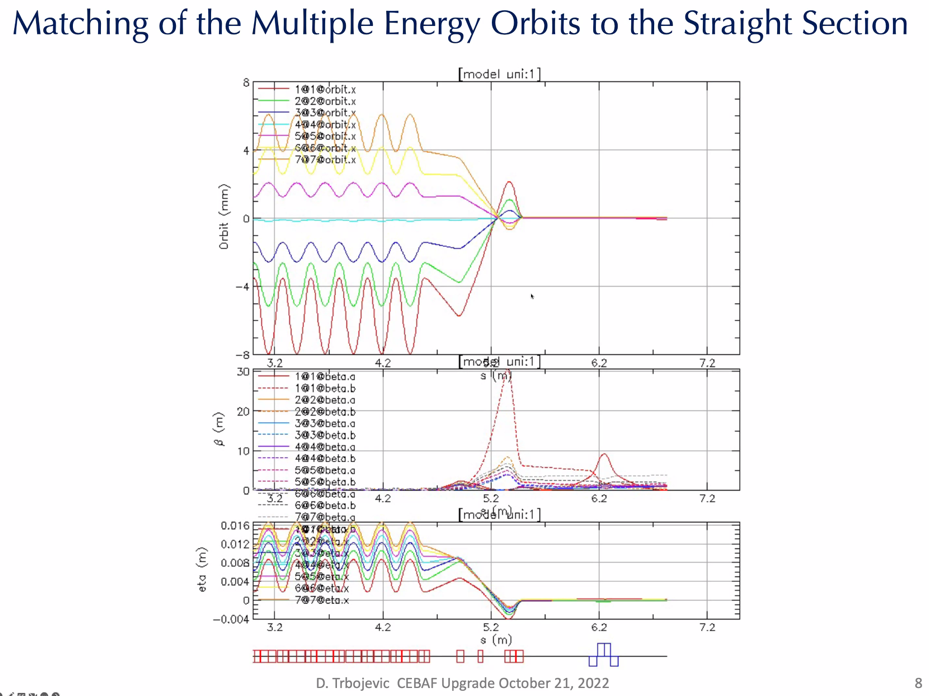 Matching of the Multiple Energy Orbits to the Straight Section
[model uni:1]
8
4
0
−4
−8
Orbit (mm)
1@1@orbit.x
2@2@orbit.x
3@3@orbit.x
4@4@orbit.x
5@5@orbit.x
6@6@orbit.x
7@7@orbit.x
3.2 4.2 5.2 6.2 7.2
s (m)
[model uni:1]
30
20
10
0
β (m)
1@1@beta.a
1@1@beta.b
2@2@beta.a
2@2@beta.b
3@3@beta.a
3@3@beta.b
4@4@beta.a
4@4@beta.b
5@5@beta.a
5@5@beta.b
6@6@beta.a
6@6@beta.b
7@7@beta.a
3.2 4.2 5.2 6.2 7.2
s (m)
[model uni:1]
0.016
0.012
0.008
0.004
0
−0.004
eta (m)
2@2@eta.x
3@3@eta.x
4@4@eta.x
5@5@eta.x
6@6@eta.x
7@7@eta.x
3.2 4.2 5.2 6.2 7.2
s (m)
D. Trbojevic CEBAF Upgrade October 21, 2022
8